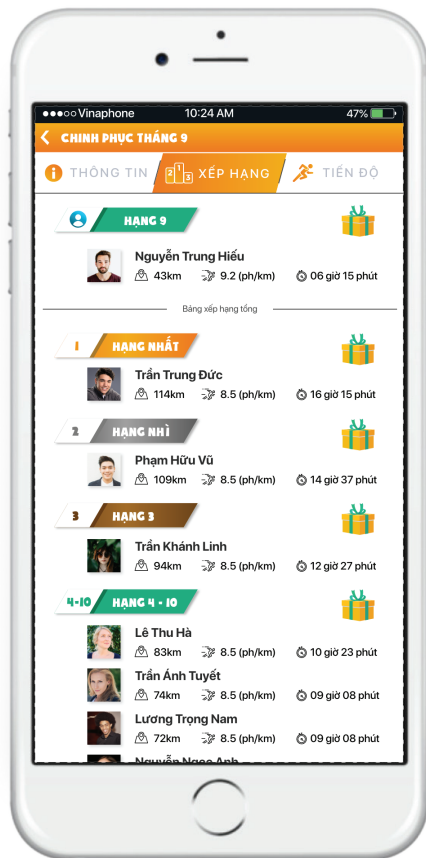 Vinaphone 10:24 AM 47%
CHINH PHỤC THÁNG 9
THÔNG TIN 2 1 3 XẾP HẠNG TIẾN ĐỘ
HẠNG 9
Nguyễn Trung Hiếu
43km 9.2 (ph/km) 06 giờ 15 phút
Bảng xếp hạng tổng
1 HẠNG NHẤT
Trần Trung Đức
114km 8.5 (ph/km) 16 giờ 15 phút
2 HẠNG NHÌ
Phạm Hữu Vũ
109km 8.5 (ph/km) 14 giờ 37 phút
3 HẠNG 3
Trần Khánh Linh
94km 8.5 (ph/km) 12 giờ 27 phút
4-10 HẠNG 4 - 10
Lê Thu Hà
83km 8.5 (ph/km) 10 giờ 23 phút
Trần Ánh Tuyết
74km 8.5 (ph/km) 09 giờ 08 phút
Lương Trọng Nam
72km 8.5 (ph/km) 09 giờ 08 phút
Nguyễn Ngọc Anh